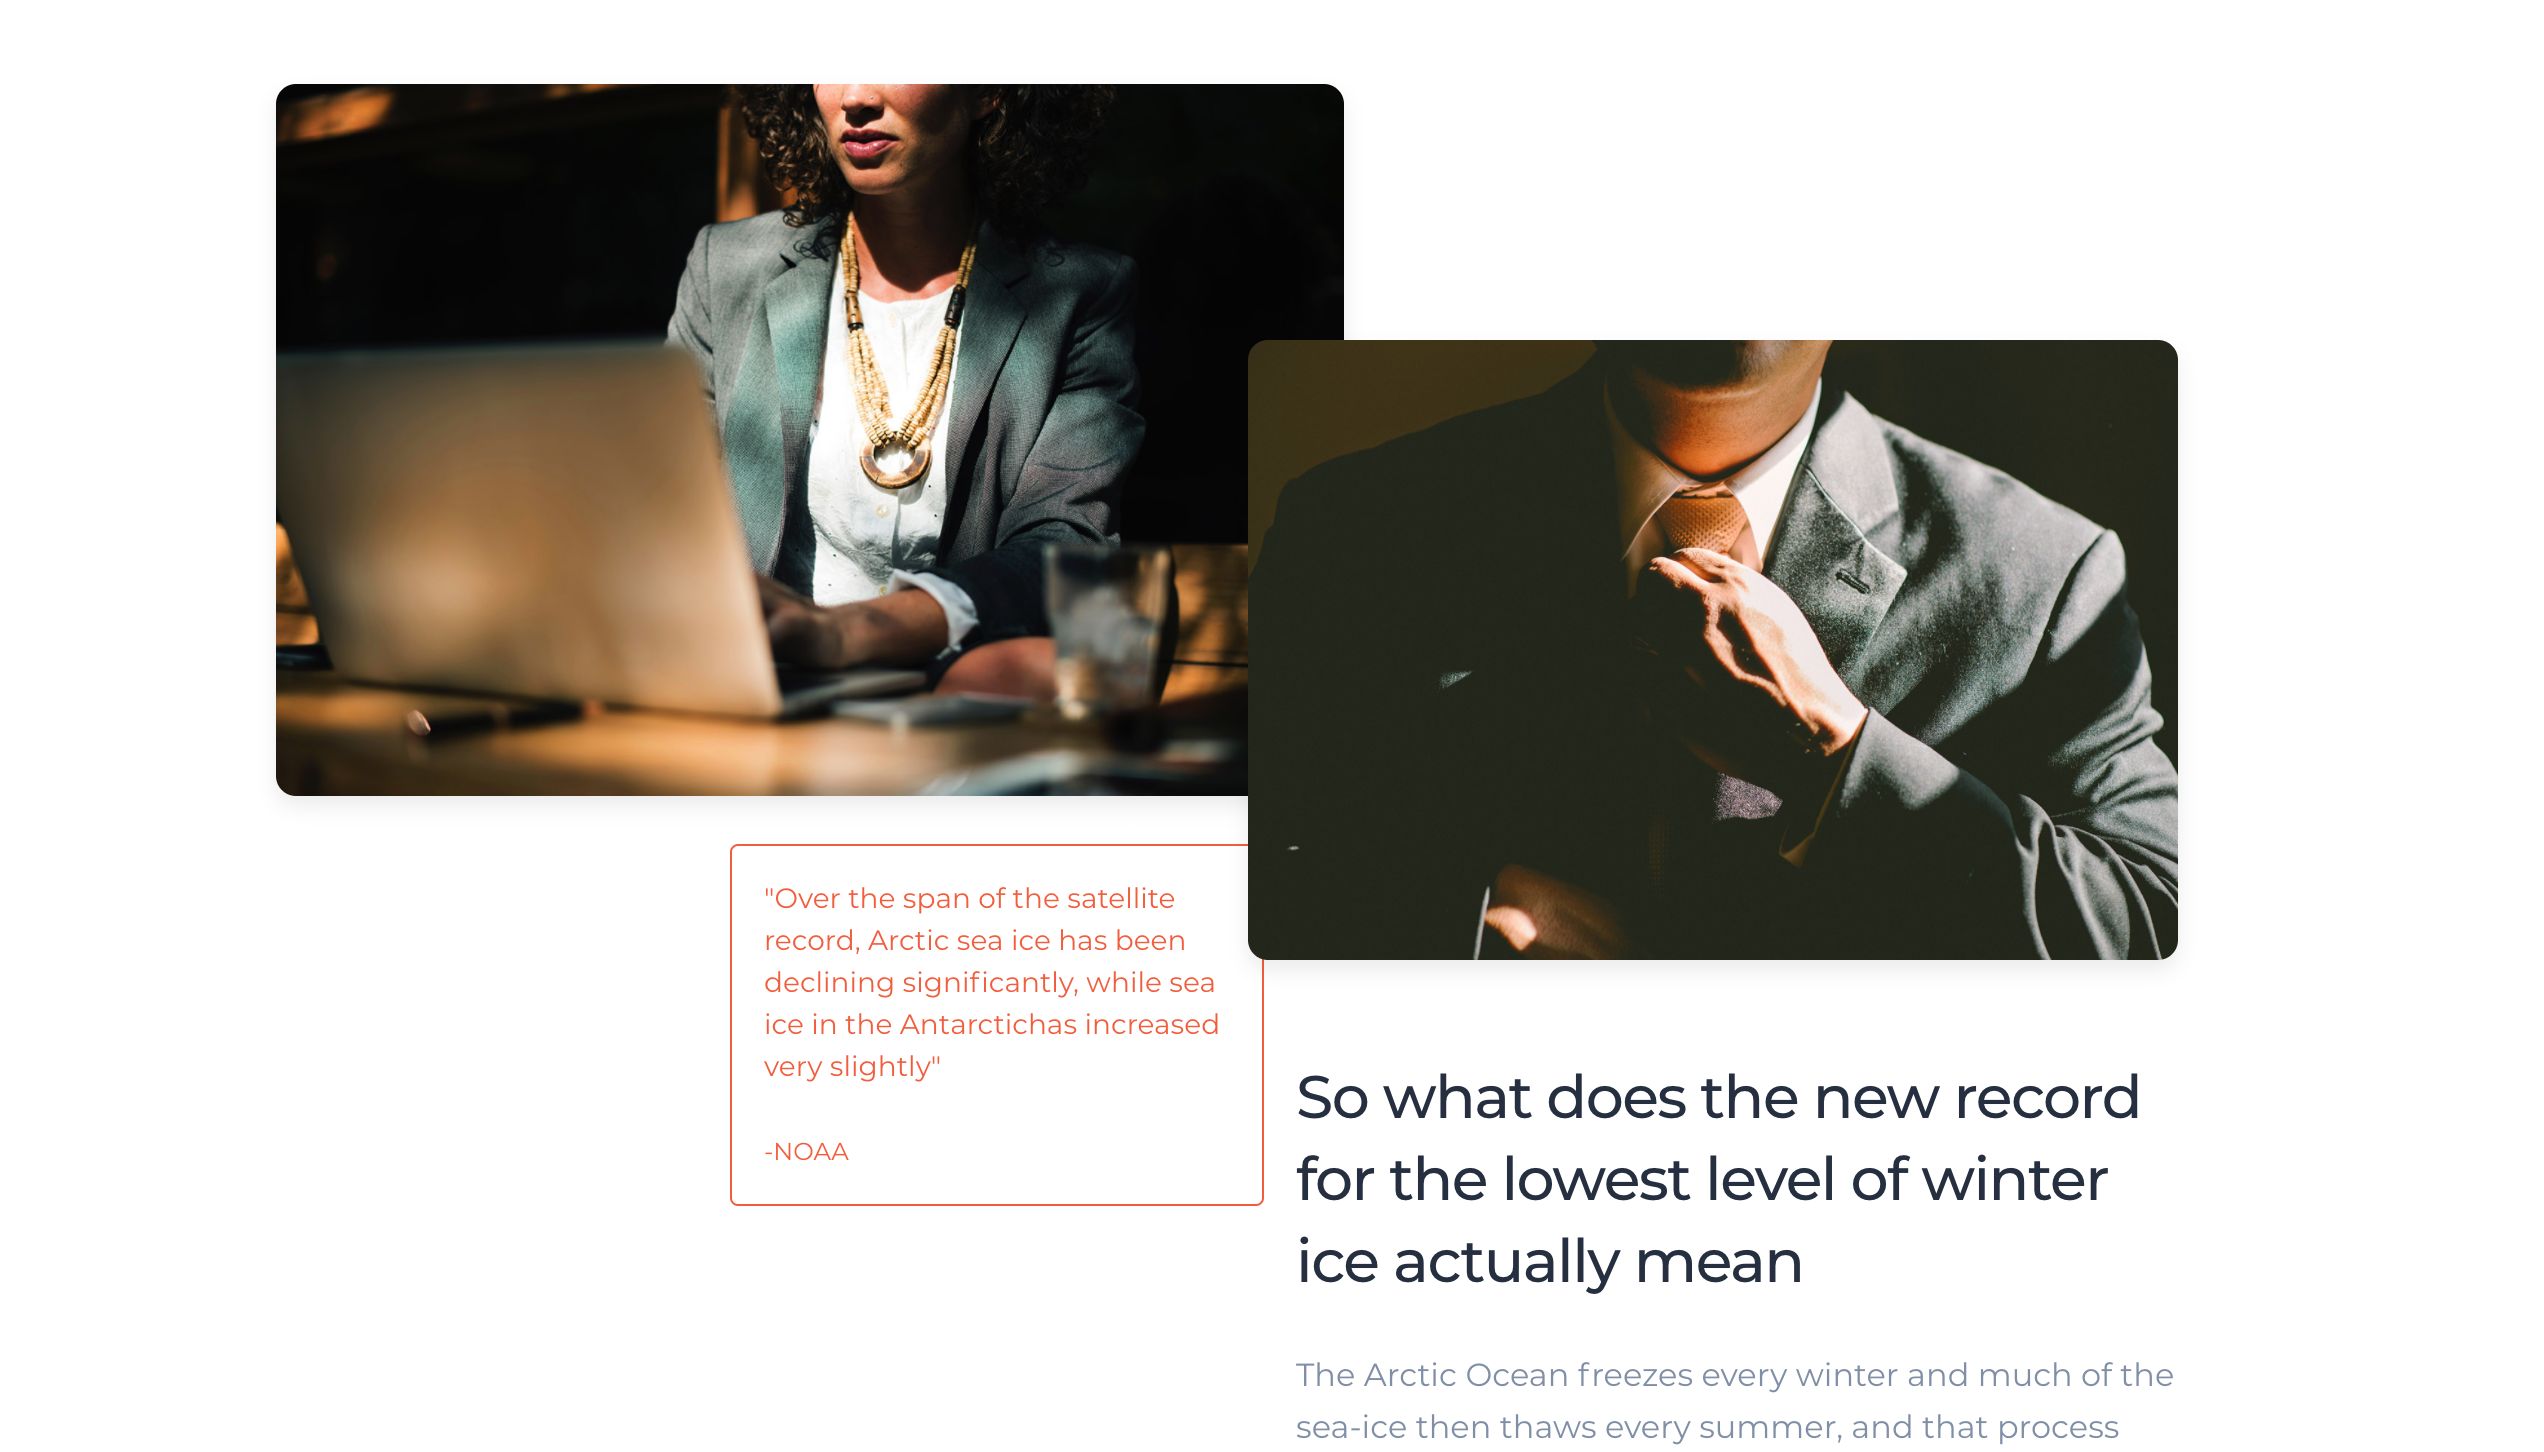 "Over the span of the satellite
record, Arctic sea ice has been
declining significantly, while sea
ice in the Antarctichas increased
very slightly"
-NOAA
So what does the new record
for the lowest level of winter
ice actually mean
The Arctic Ocean freezes every winter and much of the
sea-ice then thaws every summer, and that process